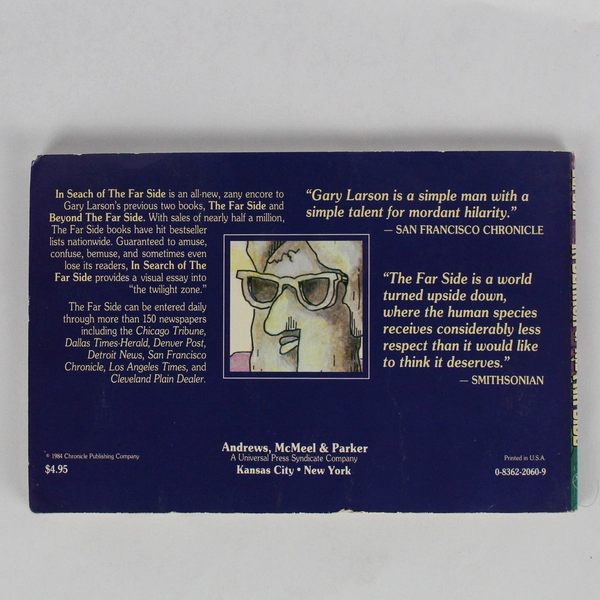 In Seach of The Far Side is an all-new, zany encore to
Gary Larson's previous two books, The Far Side and
Beyond The Far Side. With sales of nearly half a million,
The Far Side books have hit bestseller
lists nationwide. Guaranteed to amuse,
confuse, bemuse, and sometimes even
lose its readers, In Search of The
Far Side provides a visual essay into
"the twilight zone."
The Far Side can be entered daily
through more than 150 newspapers
including the Chicago Tribune,
Dallas Times-Herald, Denver Post,
Detroit News, San Francisco
Chronicle, Los Angeles Times, and
Cleveland Plain Dealer.
"Gary Larson is a simple man with a
simple talent for mordant hilarity."
— SAN FRANCISCO CHRONICLE
"The Far Side is a world
turned upside down,
where the human species
receives considerably less
respect than it would like
to think it deserves."
— SMITHSONIAN
© 1984 Chronicle Publishing Company
$4.95
Andrews, McMeel & Parker
A Universal Press Syndicate Company
Kansas City • New York
Printed in U.S.A.
0-8362-2060-9